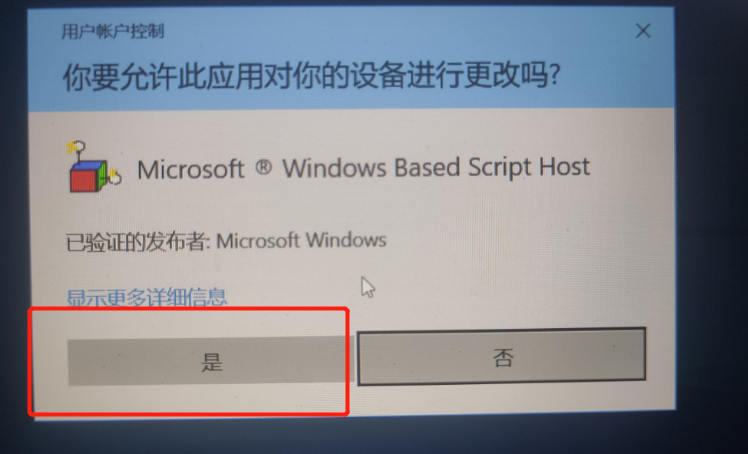 用户帐户控制
你要允许此应用对你的设备进行更改吗?
Microsoft ® Windows Based Script Host
已验证的发布者: Microsoft Windows
显示更多详细信息
是
否